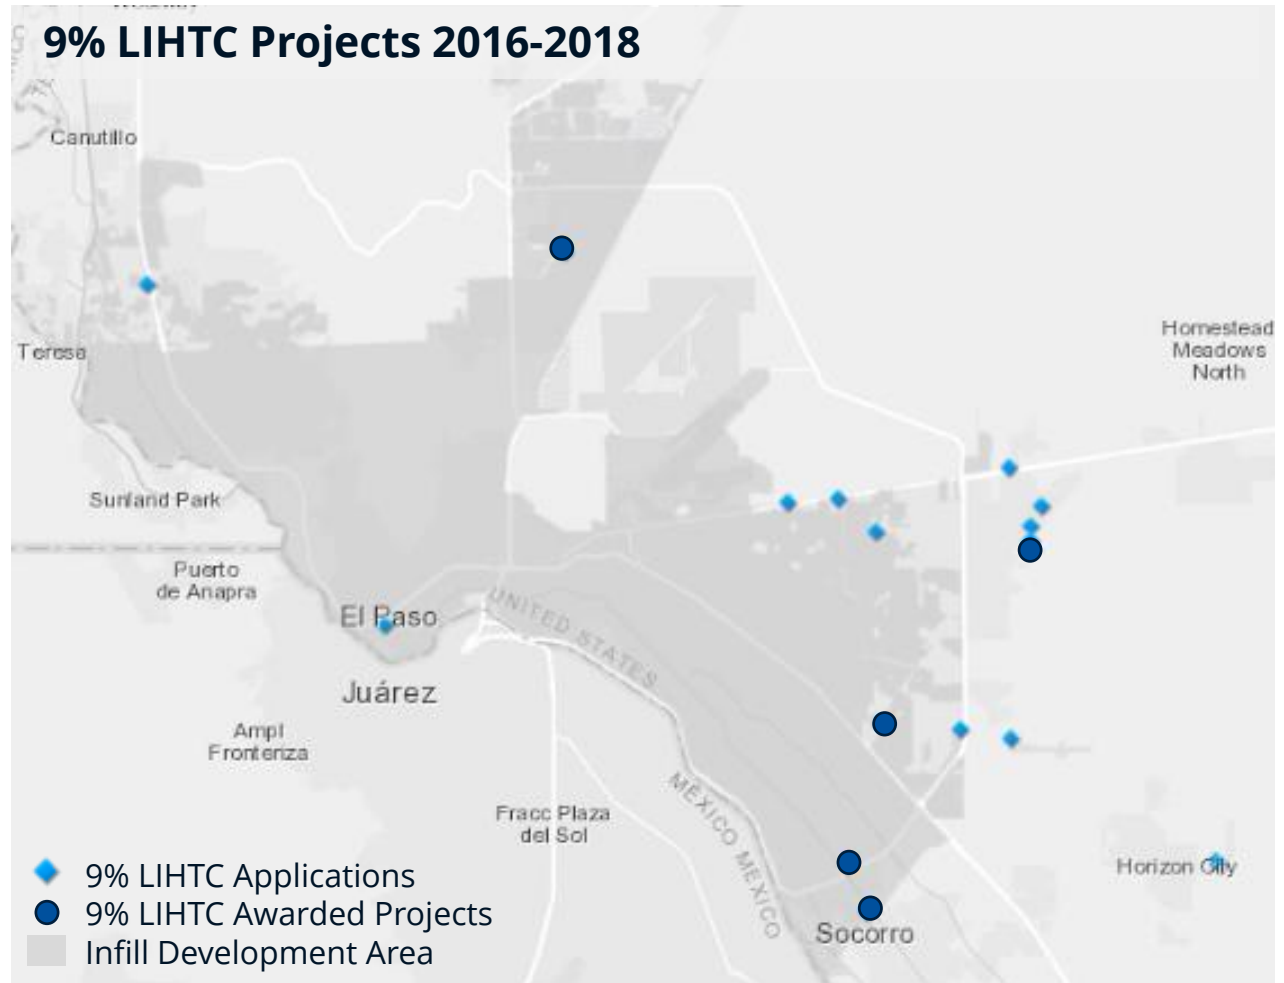 9% LIHTC Projects 2016-2018
Canutillo
Teresa
Homestead
Meadows
North
Sunland Park
Puerto
de Anapra
El Paso
UNITED STATES
Juárez
Ampl
Fronteriza
Fracc Plaza
del Sol
MÉXICO MÉXICO
Horizon City
Socorro
9% LIHTC Applications
9% LIHTC Awarded Projects
Infill Development Area